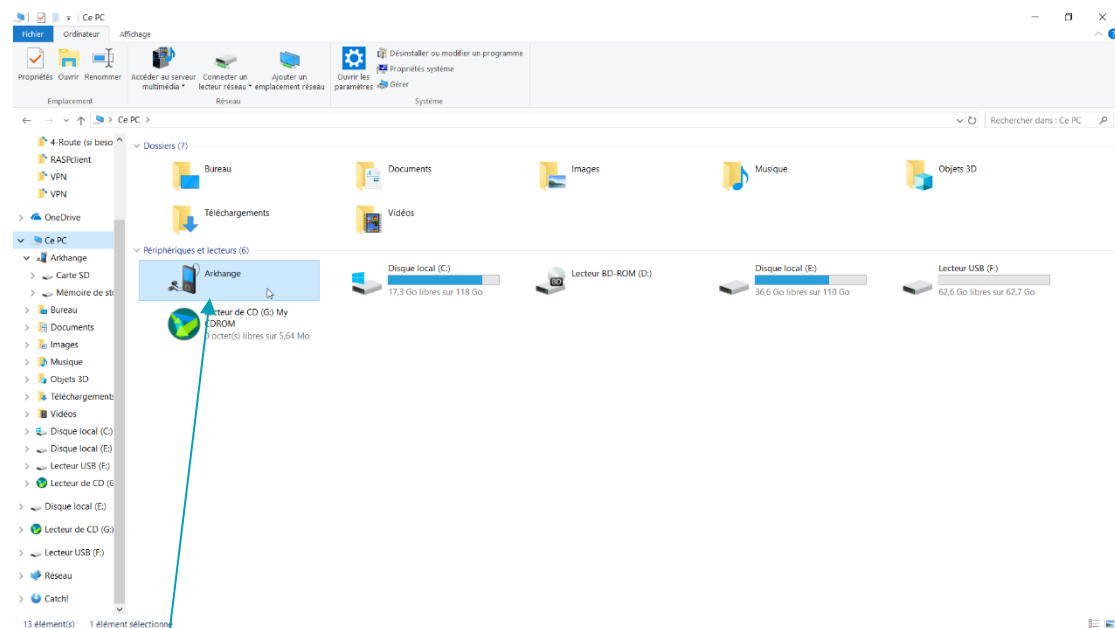 Ce PC
Fichier Ordinateur Affichage
Propriétés Ouvrir Renommer
Accéder au serveur multimédia
Connecter un lecteur réseau
Ajouter un emplacement réseau
Ouvrir les paramètres
Désinstaller ou modifier un programme
Propriétés système
Gérer
Emplacement Réseau Système
Ce PC
Rechercher dans : Ce PC
4-Route (si beso
RASPclient
VPN
VPN
OneDrive
Ce PC
Arkhange
Carte SD
Mémoire de sto
Bureau
Documents
Images
Musique
Objets 3D
Téléchargements
Vidéos
Disque local (C:)
Disque local (E:)
Lecteur USB (F:)
Lecteur de CD (G
Disque local (E:)
Lecteur de CD (G:)
Lecteur USB (F:)
Réseau
Catch!
Dossiers (7)
Bureau
Documents
Images
Musique
Objets 3D
Téléchargements
Vidéos
Périphériques et lecteurs (6)
Arkhange
Disque local (C:)
17,3 Go libres sur 118 Go
Lecteur BD-ROM (D:)
BD
Disque local (E:)
36,6 Go libres sur 110 Go
Lecteur USB (F:)
62,6 Go libres sur 62,7 Go
Lecteur de CD (G:) My
CDROM
0 octet(s) libres sur 5,64 Mo
13 élément(s) 1 élément sélectionné